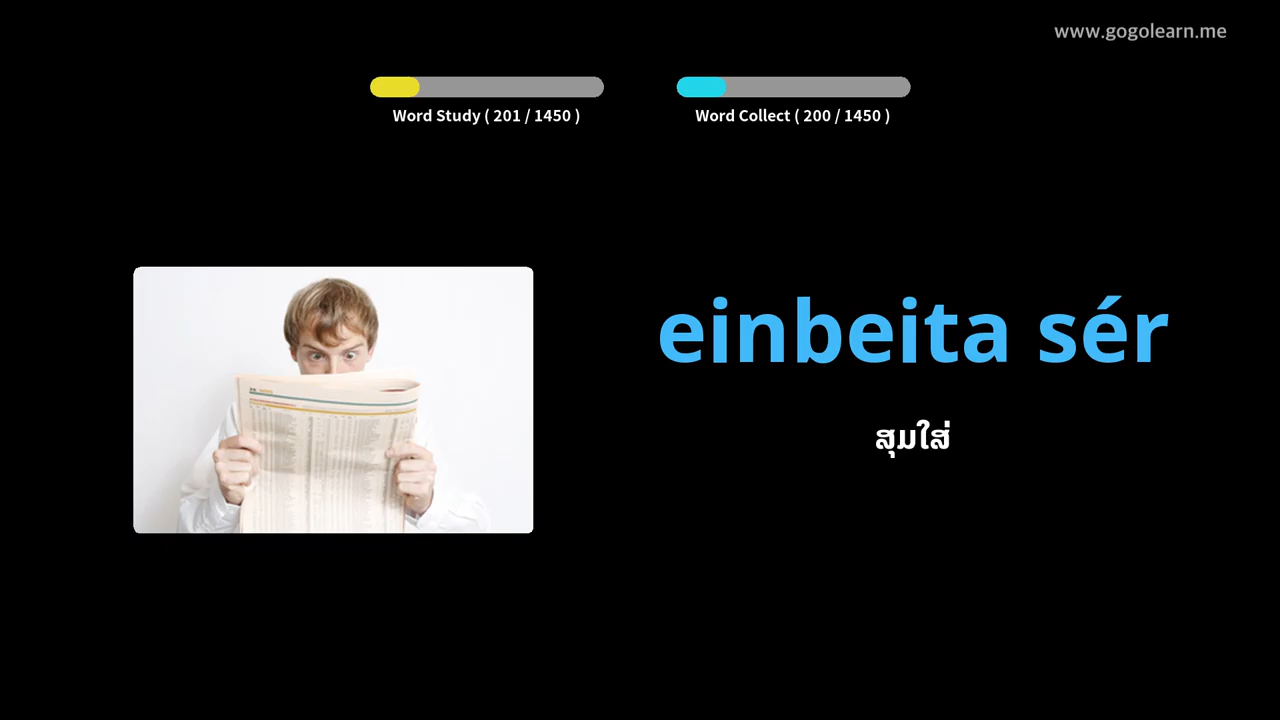 www.gogolearn.me
Word Study ( 201 / 1450 )
Word Collect ( 200 / 1450 )
einbeita sér
ສຸມໃສ່